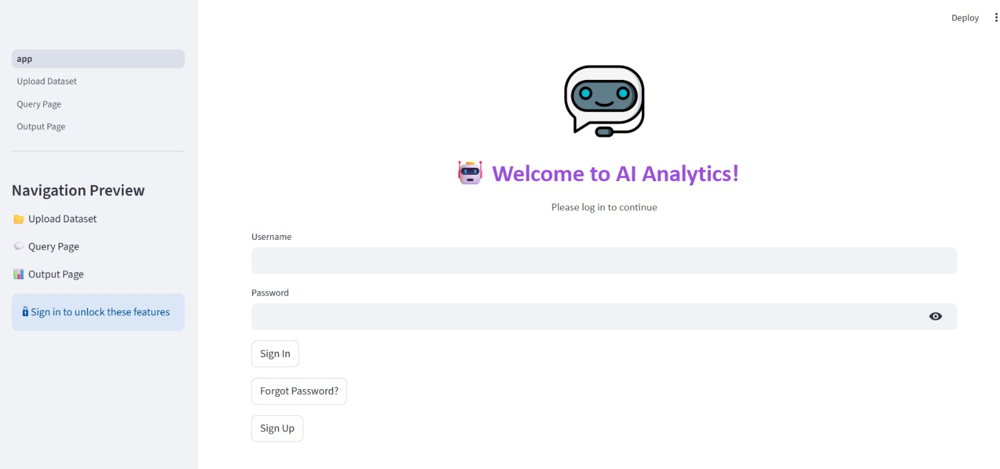 Deploy
app
Upload Dataset
Query Page
Output Page
Navigation Preview
Upload Dataset
Query Page
Output Page
Sign in to unlock these features
Welcome to AI Analytics!
Please log in to continue
Username
Password
Sign In
Forgot Password?
Sign Up